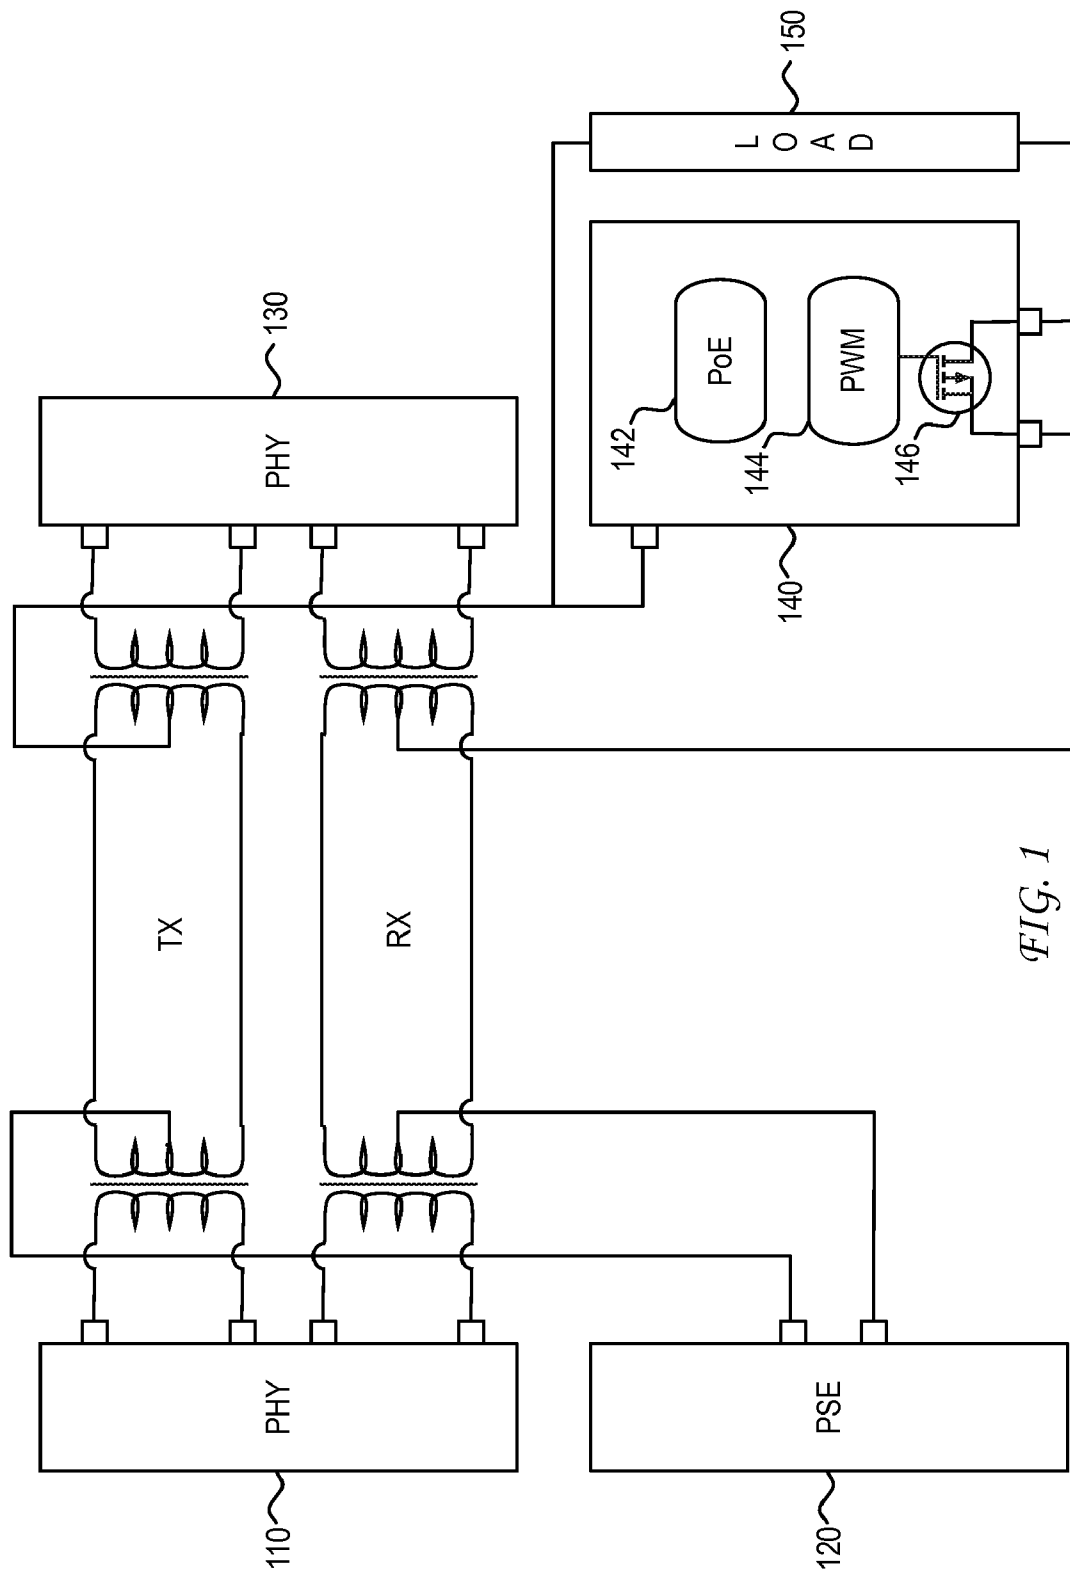 110
PHY
TX
RX
PHY
130
120
PSE
140
142
PoE
144
PWM
146
LOAD
150
FIG. 1